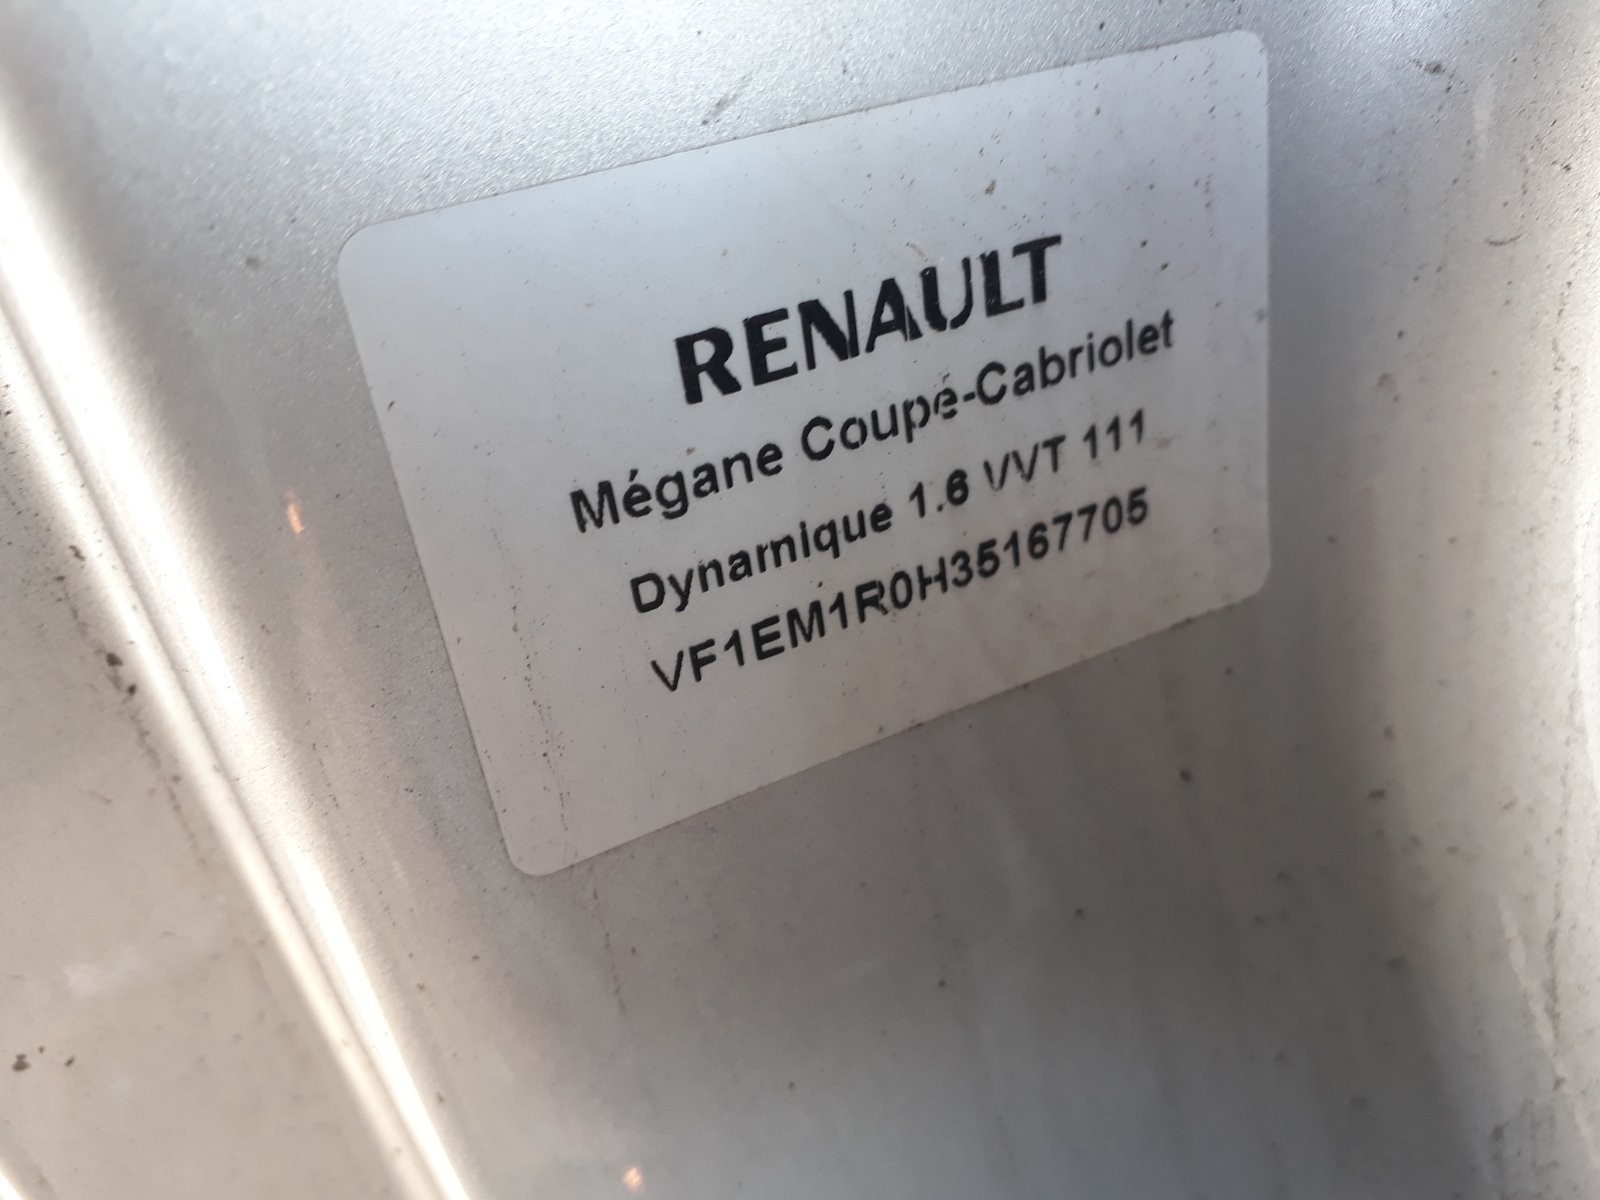 RENAULT
Mégane Coupé-Cabriolet
Dynamique 1.6 VVT 111
VF1EM1R0H35167705